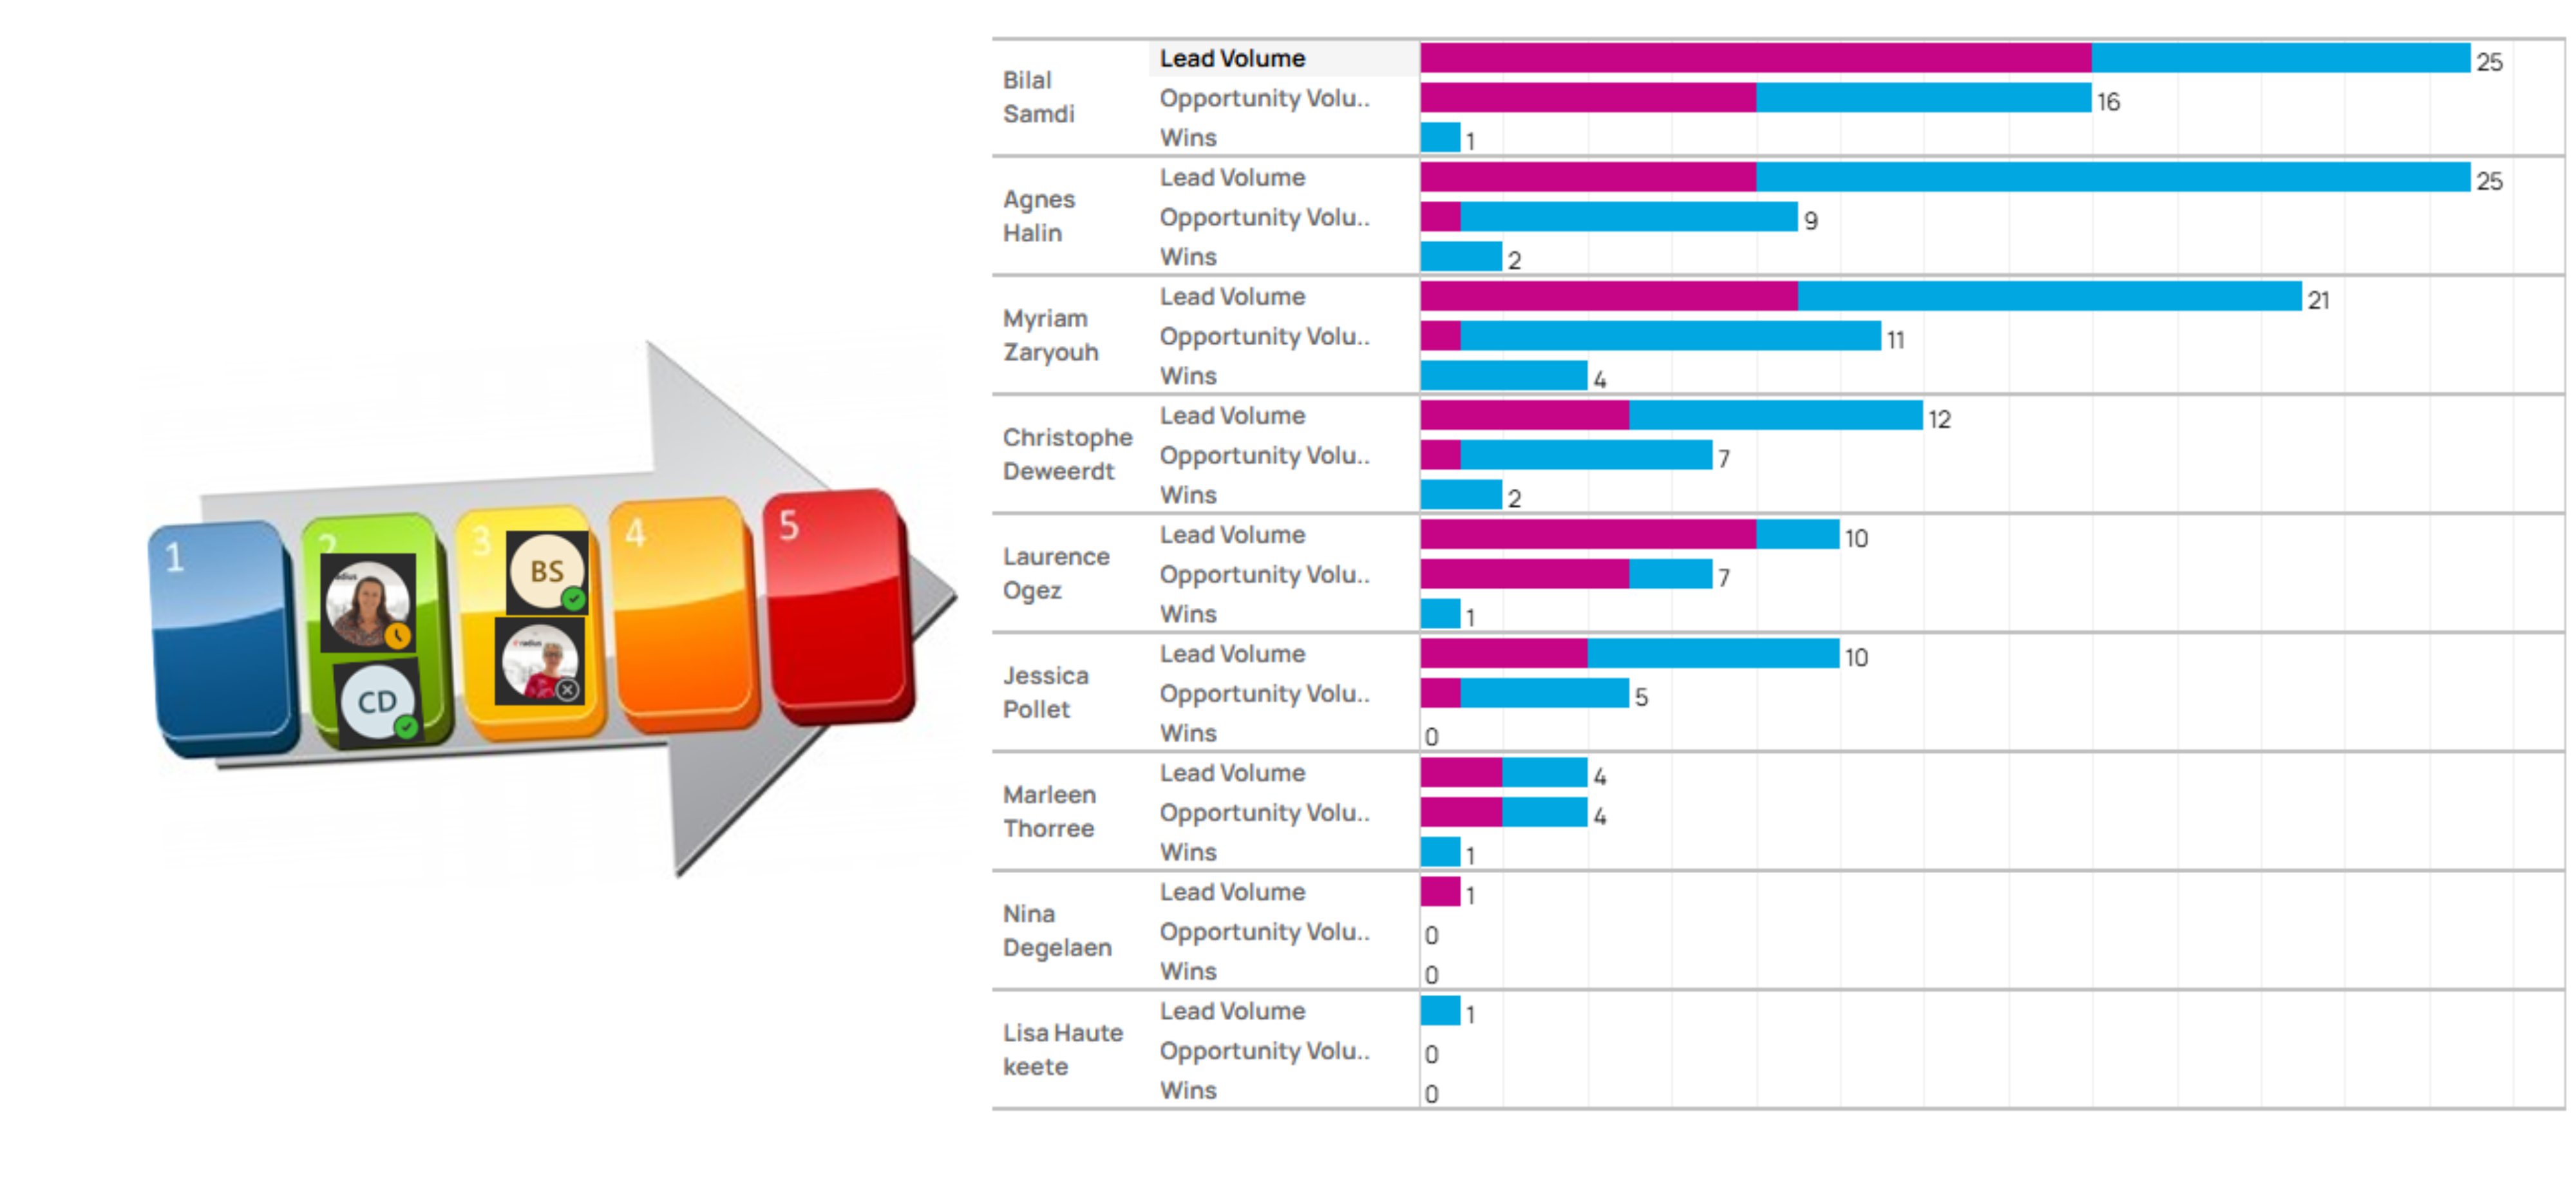 1
2
3
4
5
BS
CD
radius
Bilal
Samdi
Lead Volume
25
Opportunity Volu..
16
Wins
1
Agnes
Halin
Lead Volume
25
Opportunity Volu..
9
Wins
2
Myriam
Zaryouh
Lead Volume
21
Opportunity Volu..
11
Wins
4
Christophe
Deweerdt
Lead Volume
12
Opportunity Volu..
7
Wins
2
Laurence
Ogez
Lead Volume
10
Opportunity Volu..
7
Wins
1
Jessica
Pollet
Lead Volume
10
Opportunity Volu..
5
Wins
0
Marleen
Thorree
Lead Volume
4
Opportunity Volu..
4
Wins
1
Nina
Degelaen
Lead Volume
1
Opportunity Volu..
0
Wins
0
Lisa Haute
keete
Lead Volume
1
Opportunity Volu..
0
Wins
0